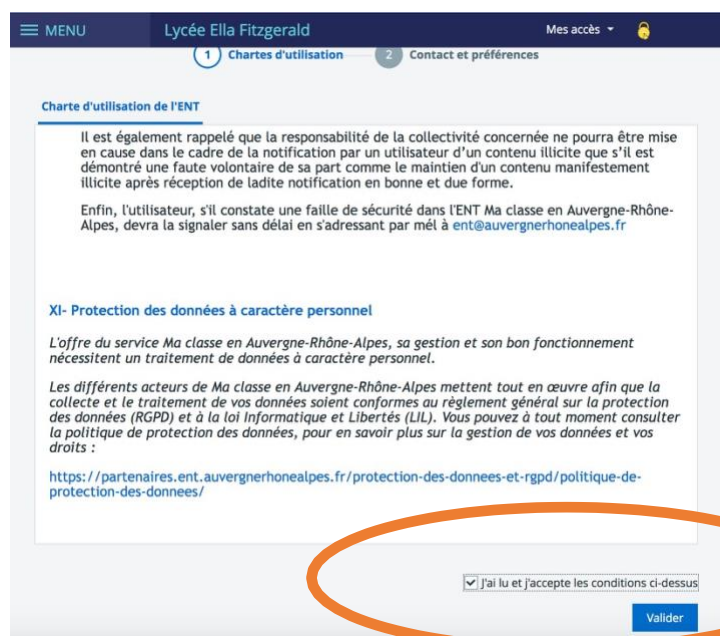 MENU Lycée Ella Fitzgerald Mes accès
1 Chartes d'utilisation 2 Contact et préférences
Charte d'utilisation de l'ENT
Il est également rappelé que la responsabilité de la collectivité concernée ne pourra être mise
en cause dans le cadre de la notification par un utilisateur d’un contenu illicite que s’il est
démontré une faute volontaire de sa part comme le maintien d'un contenu manifestement
illicite après réception de ladite notification en bonne et due forme.
Enfin, l'utilisateur, s'il constate une faille de sécurité dans l'ENT Ma classe en Auvergne-Rhône-
Alpes, devra la signaler sans délai en s'adressant par mél à ent@auvergnerhonealpes.fr
XI- Protection des données à caractère personnel
L'offre du service Ma classe en Auvergne-Rhône-Alpes, sa gestion et son bon fonctionnement
nécessitent un traitement de données à caractère personnel.
Les différents acteurs de Ma classe en Auvergne-Rhône-Alpes mettent tout en œuvre afin que la
collecte et le traitement de vos données soient conformes au règlement général sur la protection
des données (RGPD) et à la loi Informatique et Libertés (LIL). Vous pouvez à tout moment consulter
la politique de protection des données, pour en savoir plus sur la gestion de vos données et vos
droits :
https://partenaires.ent.auvergnerhonealpes.fr/protection-des-donnees-et-rgpd/politique-de-
protection-des-donnees/
J'ai lu et j'accepte les conditions ci-dessus
Valider